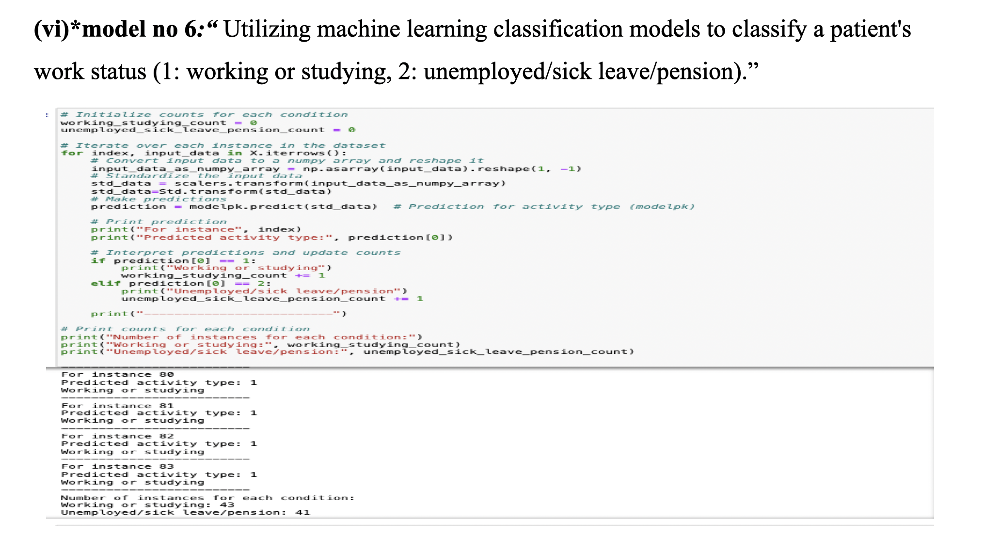 (vi)*model no 6:“ Utilizing machine learning classification models to classify a patient's
work status (1: working or studying, 2: unemployed/sick leave/pension).”
:
# Initialize counts for each condition
working_studying_count = 0
unemployed_sick_leave_pension_count = 0
# Iterate over each instance in the dataset
for index, input_data in X.iterrows():
# Convert input data to a numpy array and reshape it
input_data_as_numpy_array = np.asarray(input_data).reshape(1, -1)
# Standardize the input data
std_data = scalers.transform(input_data_as_numpy_array)
std_data=Std.transform(std_data)
# Make predictions
prediction = modelpk.predict(std_data)  # Prediction for activity type (modelpk)
# Print prediction
print("For instance", index)
print("Predicted activity type:", prediction[0])
# Interpret predictions and update counts
if prediction[0] == 1:
print("Working or studying")
working_studying_count += 1
elif prediction[0] == 2:
print("Unemployed/sick leave/pension")
unemployed_sick_leave_pension_count += 1
print("-------------------------")
# Print counts for each condition
print("Number of instances for each condition:")
print("Working or studying:", working_studying_count)
print("Unemployed/sick leave/pension:", unemployed_sick_leave_pension_count)
-------------------------
For instance 80
Predicted activity type: 1
Working or studying
-------------------------
For instance 81
Predicted activity type: 1
Working or studying
-------------------------
For instance 82
Predicted activity type: 1
Working or studying
-------------------------
For instance 83
Predicted activity type: 1
Working or studying
-------------------------
Number of instances for each condition:
Working or studying: 43
Unemployed/sick leave/pension: 41